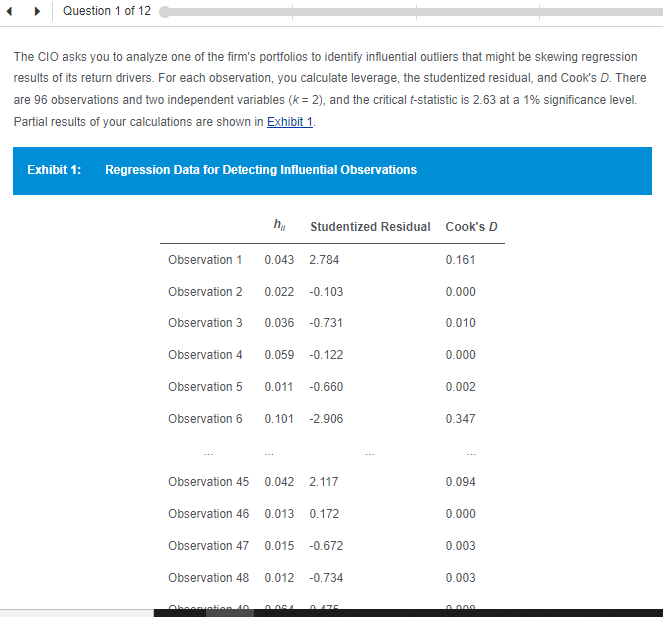 Question 1 of 12
The CIO asks you to analyze one of the firm's portfolios to identify influential outliers that might be skewing regression
results of its return drivers. For each observation, you calculate leverage, the studentized residual, and Cook's D. There
are 96 observations and two independent variables (k = 2), and the critical t-statistic is 2.63 at a 1% significance level.
Partial results of your calculations are shown in Exhibit 1.
Exhibit 1: Regression Data for Detecting Influential Observations
hii Studentized Residual Cook's D
Observation 1 0.043 2.784 0.161
Observation 2 0.022 -0.103 0.000
Observation 3 0.036 -0.731 0.010
Observation 4 0.059 -0.122 0.000
Observation 5 0.011 -0.660 0.002
Observation 6 0.101 -2.906 0.347
... ... ... ...
Observation 45 0.042 2.117 0.094
Observation 46 0.013 0.172 0.000
Observation 47 0.015 -0.672 0.003
Observation 48 0.012 -0.734 0.003